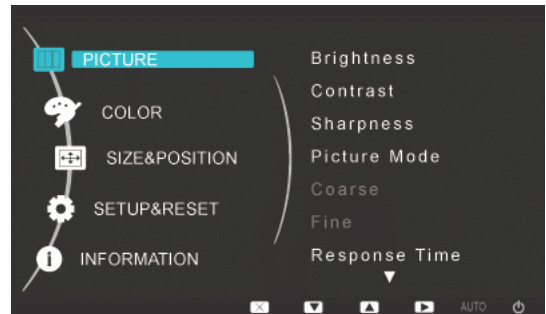 PICTURE
COLOR
SIZE&POSITION
SETUP&RESET
INFORMATION
Brightness
Contrast
Sharpness
Picture Mode
Coarse
Fine
Response Time
AUTO